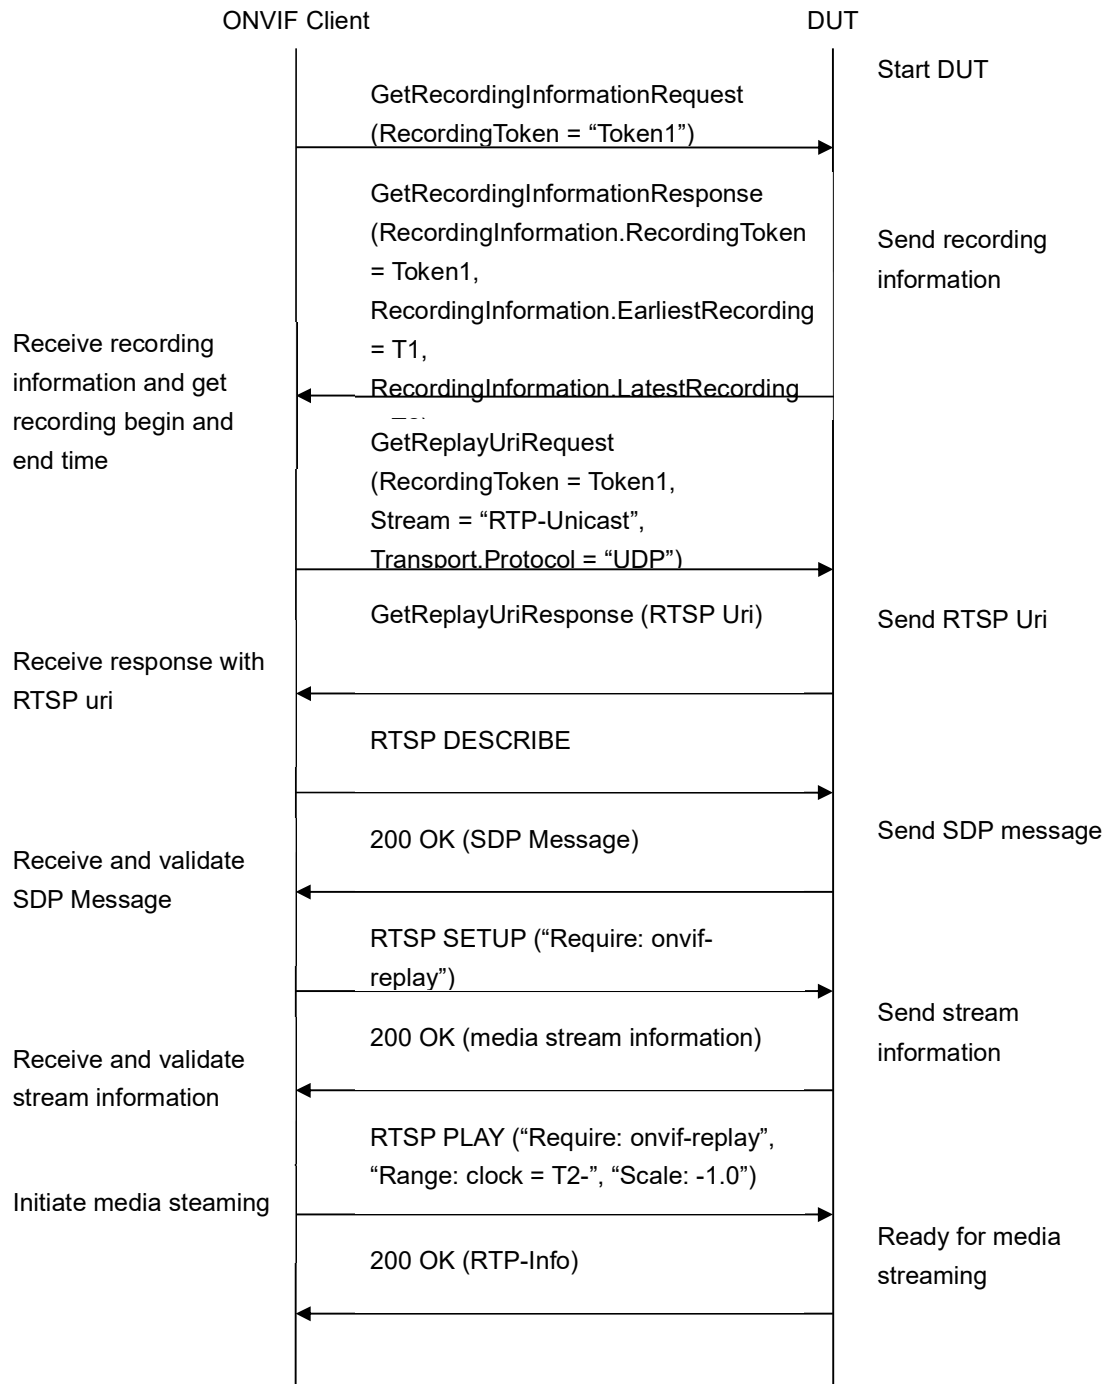 ONVIF Client
DUT
Start DUT
GetRecordingInformationRequest
(RecordingToken = “Token1”)
GetRecordingInformationResponse
(RecordingInformation.RecordingToken
= Token1,
RecordingInformation.EarliestRecording
= T1,
RecordingInformation.LatestRecording
Send recording
information
Receive recording
information and get
recording begin and
end time
GetReplayUriRequest
(RecordingToken = Token1,
Stream = “RTP-Unicast”,
Transport.Protocol = “UDP”)
GetReplayUriResponse (RTSP Uri)
Send RTSP Uri
Receive response with
RTSP uri
RTSP DESCRIBE
200 OK (SDP Message)
Send SDP message
Receive and validate
SDP Message
RTSP SETUP (“Require: onvif-
replay”)
200 OK (media stream information)
Send stream
information
Receive and validate
stream information
RTSP PLAY (“Require: onvif-replay”,
“Range: clock = T2-”, “Scale: -1.0”)
Initiate media steaming
200 OK (RTP-Info)
Ready for media
streaming